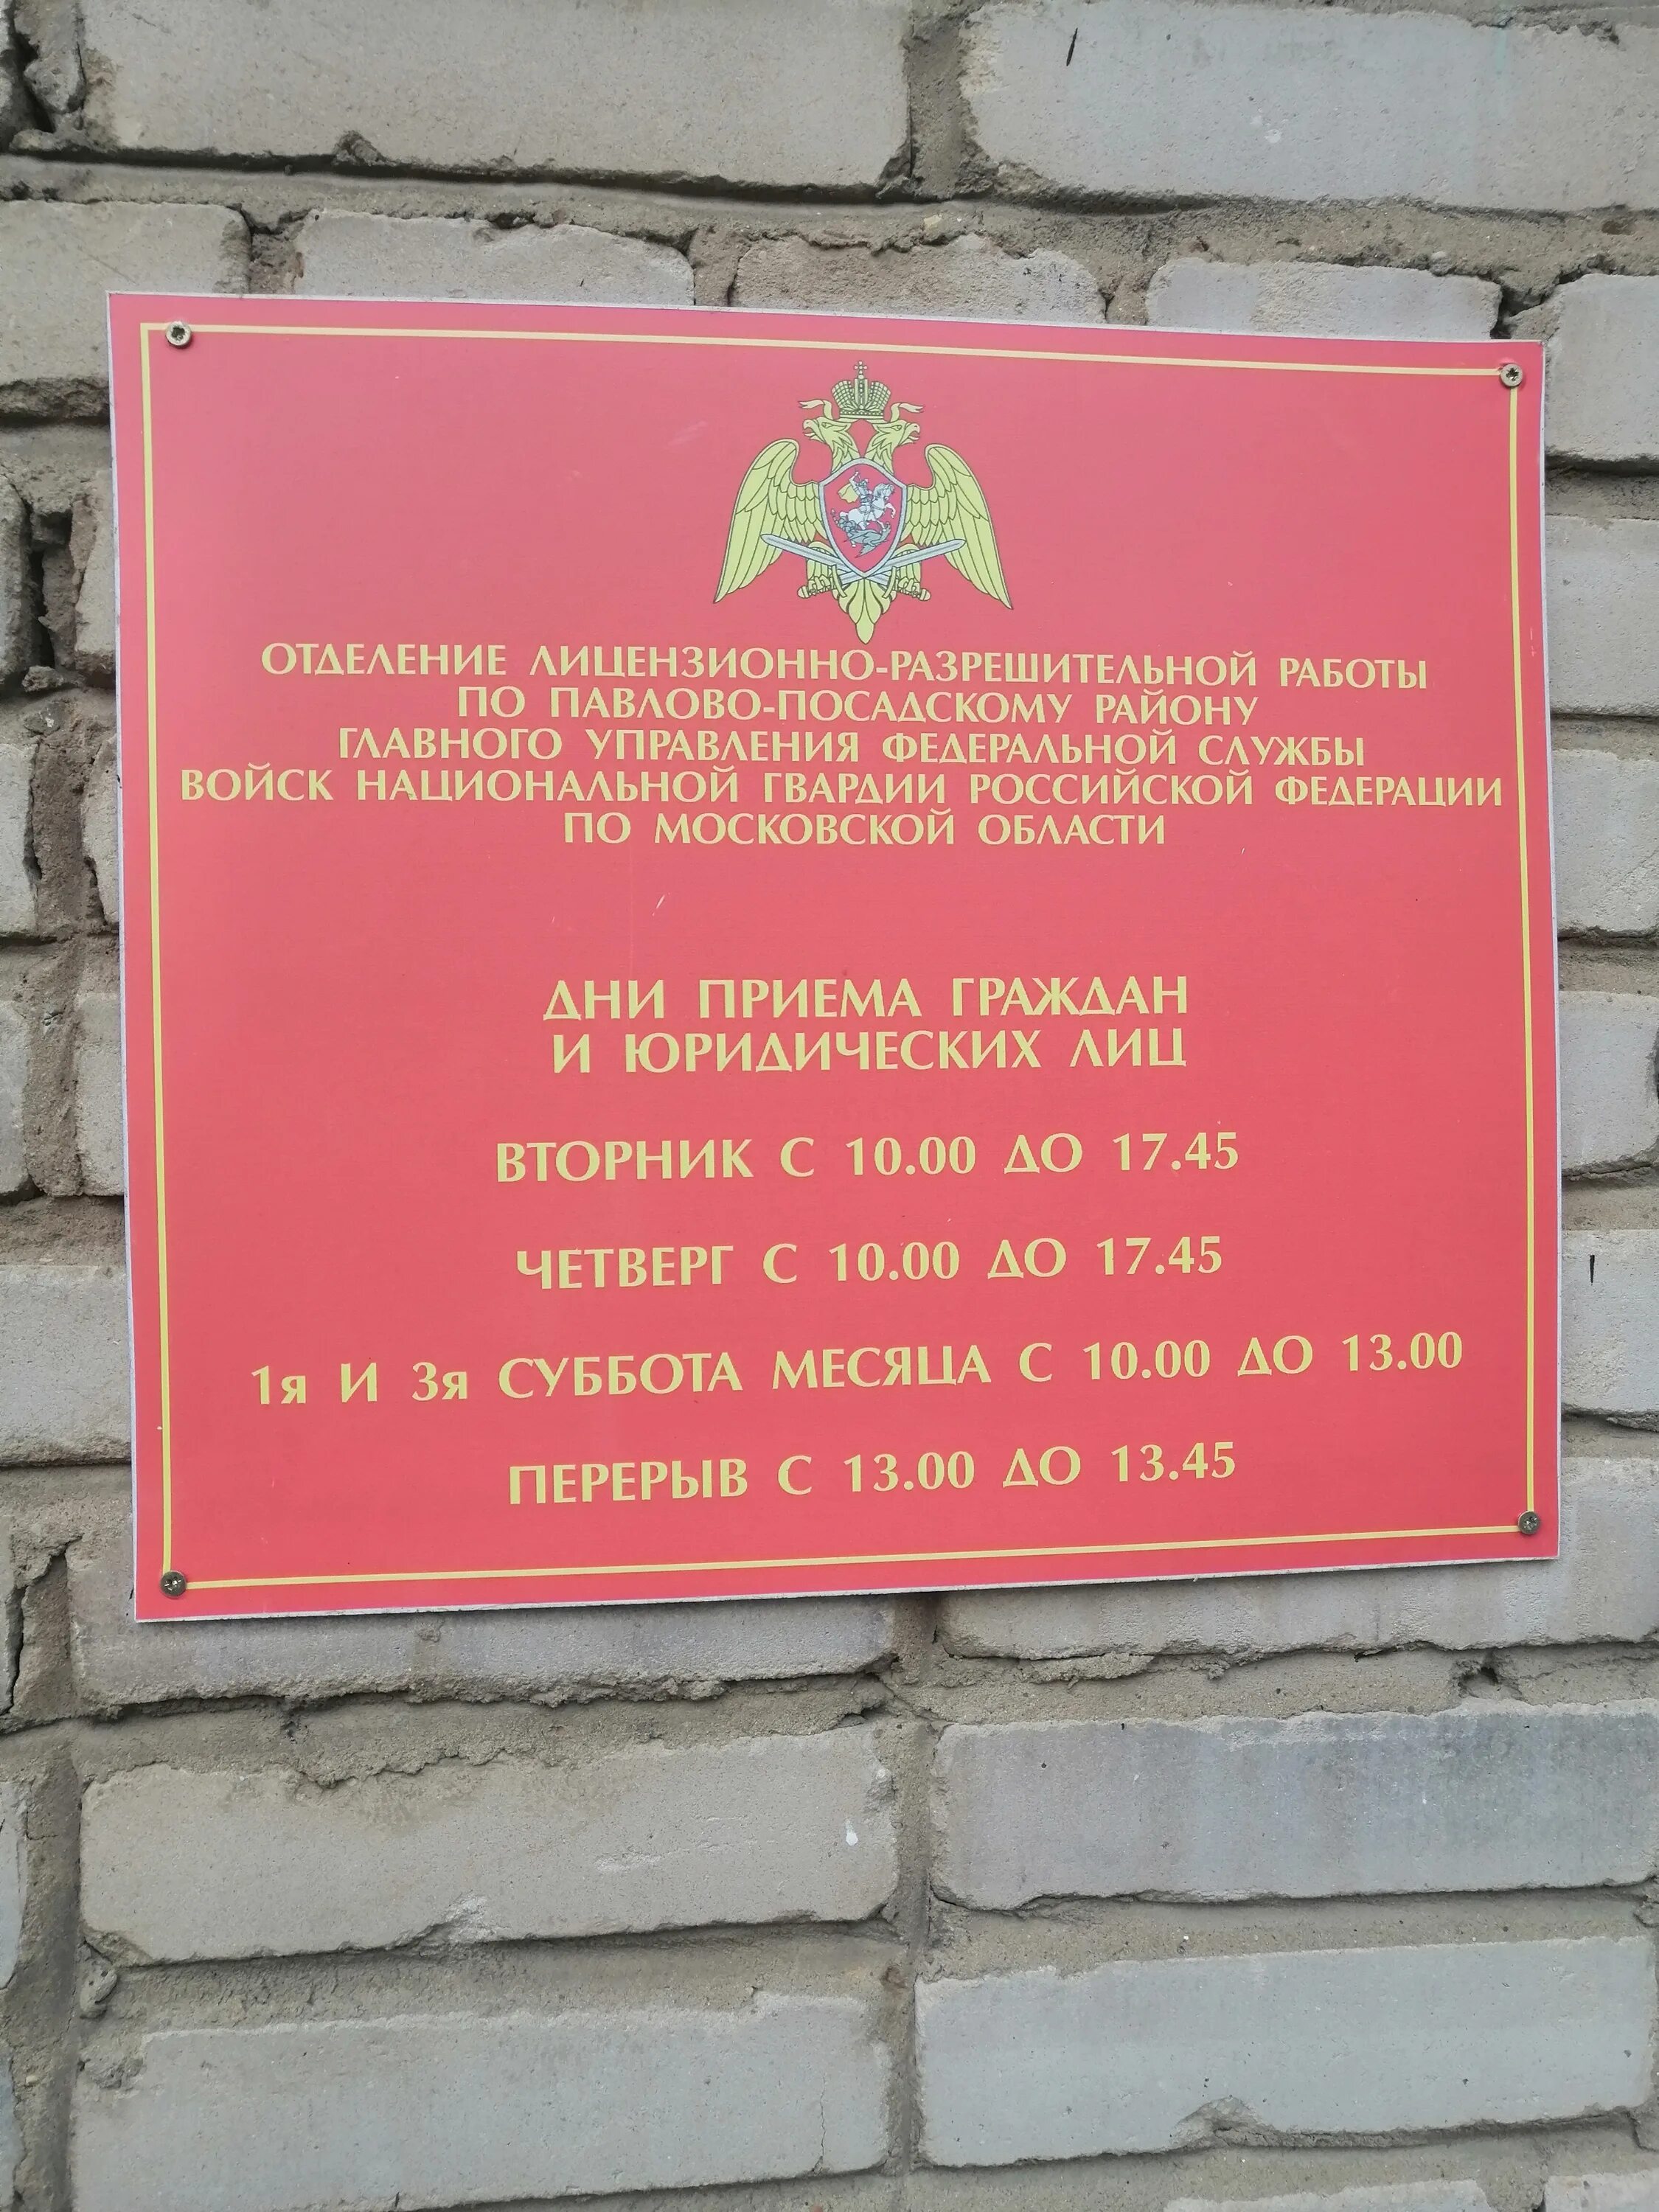 ОТДЕЛЕНИЕ ЛИЦЕНЗИОННО-РАЗРЕШИТЕЛЬНОЙ РАБОТЫ
ПО ПАВЛОВО-ПОСАДСКОМУ РАЙОНУ
ГЛАВНОГО УПРАВЛЕНИЯ ФЕДЕРАЛЬНОЙ СЛУЖБЫ
ВОЙСК НАЦИОНАЛЬНОЙ ГВАРДИИ РОССИЙСКОЙ ФЕДЕРАЦИИ
ПО МОСКОВСКОЙ ОБЛАСТИ
ДНИ ПРИЕМА ГРАЖДАН
И ЮРИДИЧЕСКИХ ЛИЦ
ВТОРНИК С 10.00 ДО 17.45
ЧЕТВЕРГ С 10.00 ДО 17.45
1я И 3я СУББОТА МЕСЯЦА С 10.00 ДО 13.00
ПЕРЕРЫВ С 13.00 ДО 13.45